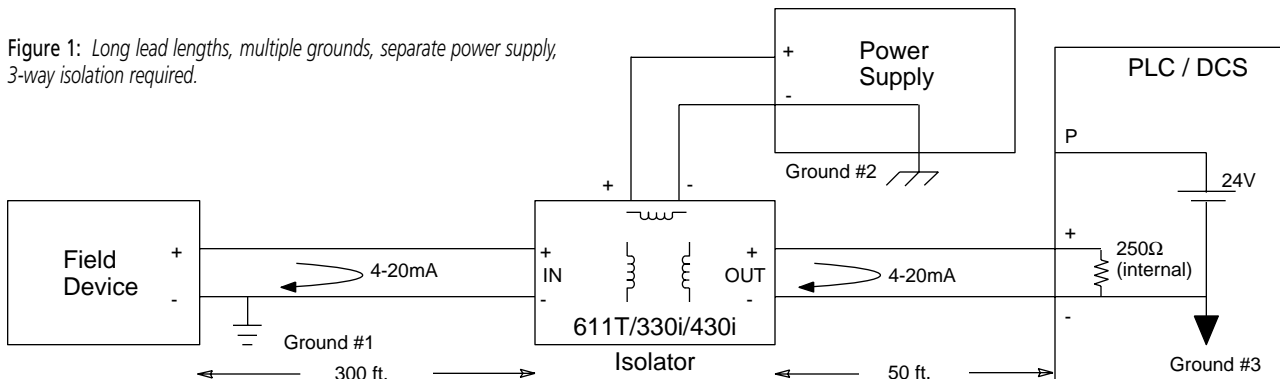 Figure 1: Long lead lengths, multiple grounds, separate power supply,
3-way isolation required.
+
-
Power
Supply
Ground #2
PLC / DCS
P
24V
+
250Ω
(internal)
-
Ground #3
+ -
Field
Device
+
-
4-20mA
Ground #1
+
IN
-
+
OUT
-
611T/330i/430i
Isolator
4-20mA
300 ft.
50 ft.